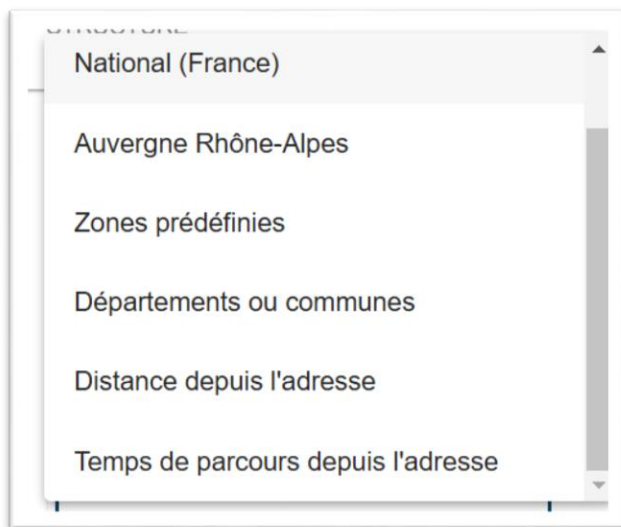 National (France)
Auvergne Rhône-Alpes
Zones prédéfinies
Départements ou communes
Distance depuis l'adresse
Temps de parcours depuis l'adresse